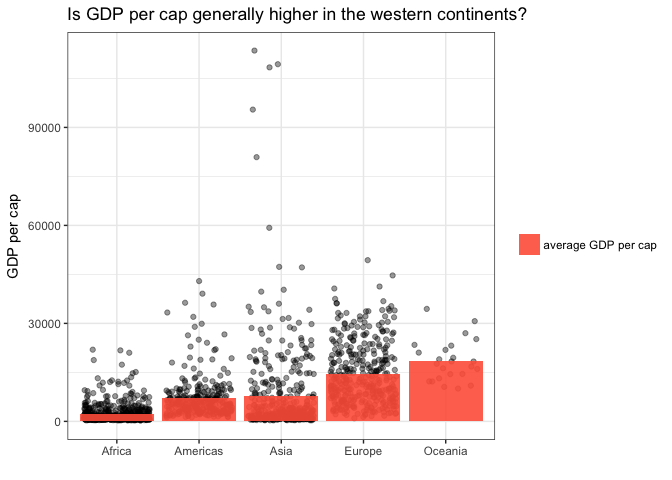 Is GDP per cap generally higher in the western continents?
GDP per cap
90000
60000
30000
0
Africa Americas Asia Europe Oceania
average GDP per cap